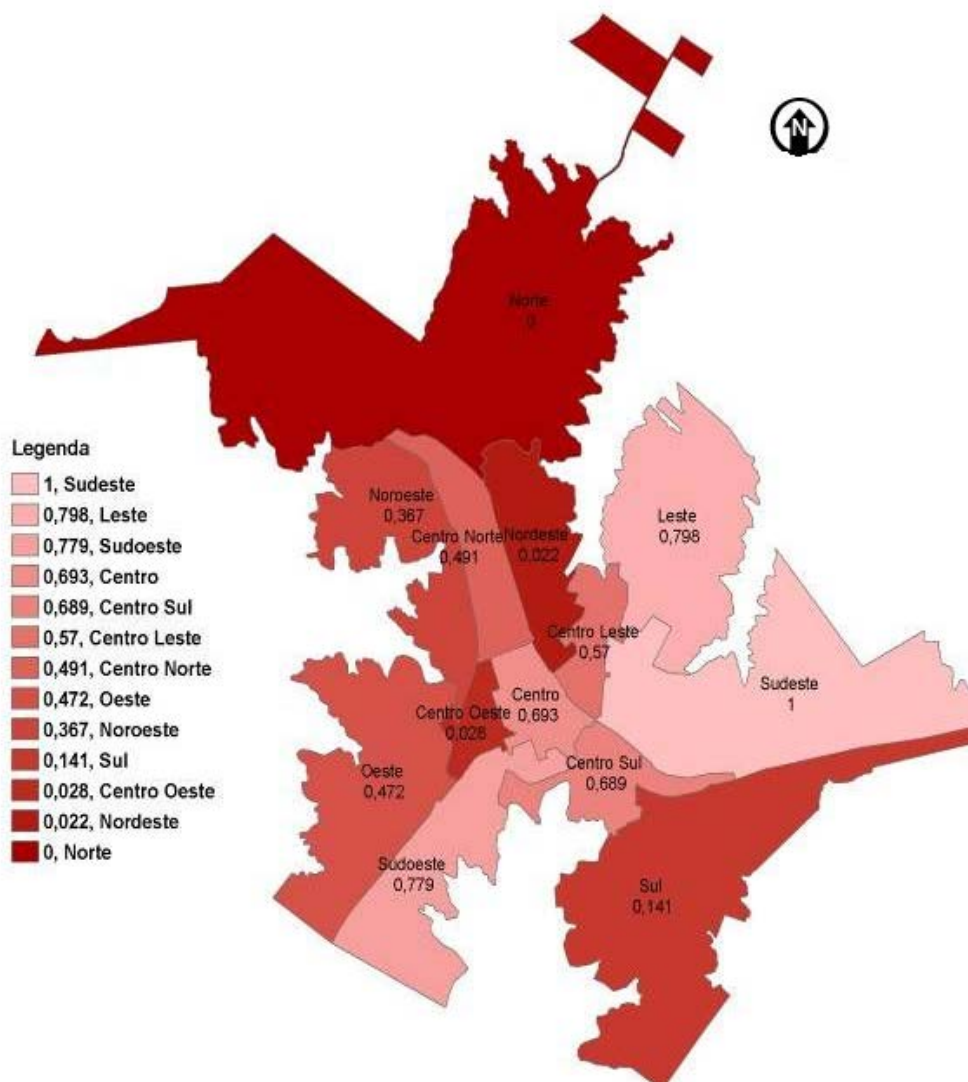 N
Norte
0
Legenda
1, Sudeste
0,798, Leste
0,779, Sudoeste
0,693, Centro
0,689, Centro Sul
0,57, Centro Leste
0,491, Centro Norte
0,472, Oeste
0,367, Noroeste
0,141, Sul
0,028, Centro Oeste
0,022, Nordeste
0, Norte
Noroeste
0,367
Centro Norte
0,491
Nordeste
0,022
Leste
0,798
Centro Leste
0,57
Sudeste
1
Centro
0,693
Centro Oeste
0,028
Centro Sul
0,689
Oeste
0,472
Sudoeste
0,779
Sul
0,141